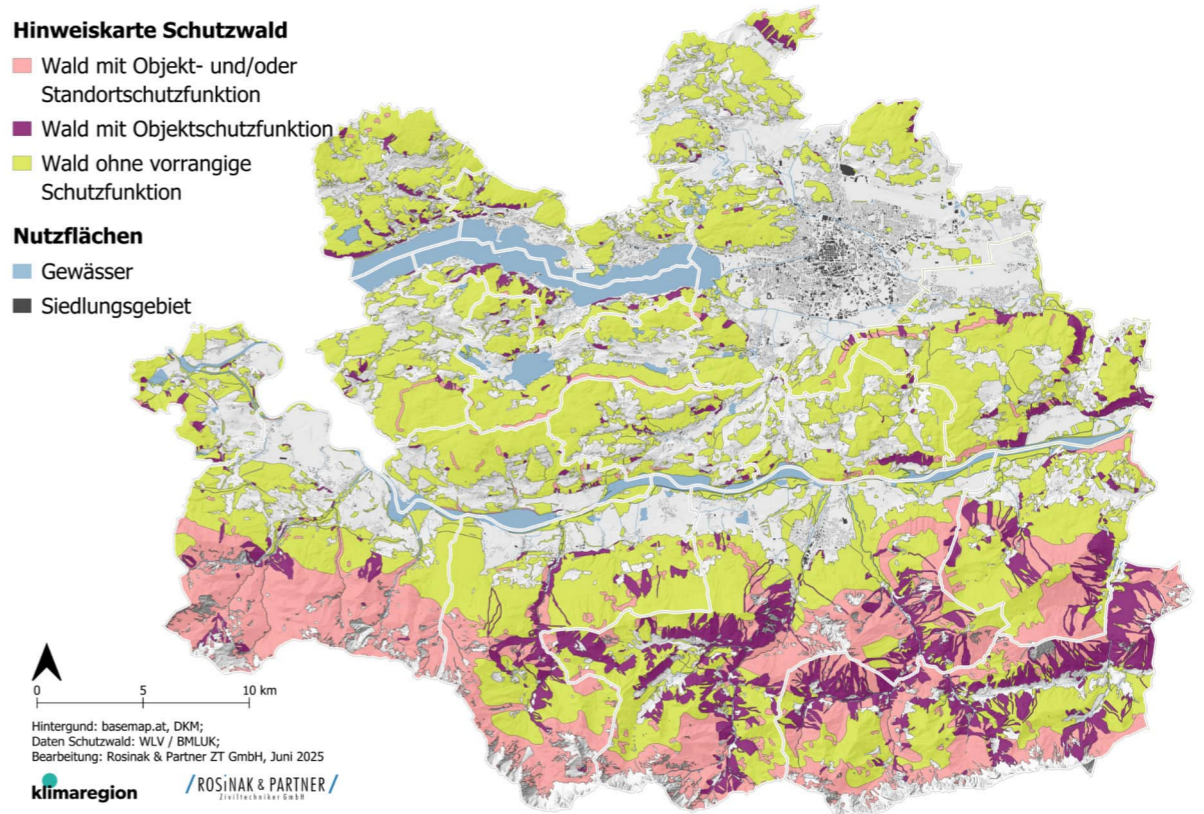 Hinweiskarte Schutzwald
Wald mit Objekt- und/oder
Standortschutzfunktion
Wald mit Objektschutzfunktion
Wald ohne vorrangige
Schutzfunktion
Nutzflächen
Gewässer
Siedlungsgebiet
0 5 10 km
Hintergund: basemap.at, DKM;
Daten Schutzwald: WLV / BMLUK;
Bearbeitung: Rosinak & Partner ZT GmbH, Juni 2025
klimaregion
ROSiNAK & PARTNER
Ziviltechniker GmbH